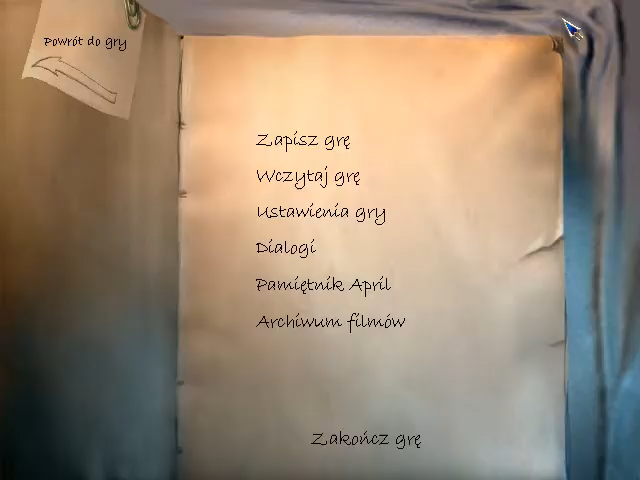 Powrót do gry
Zapisz grę
Wczytaj grę
Ustawienia gry
Dialogi
Pamiętnik April
Archiwum filmów
Zakończ grę